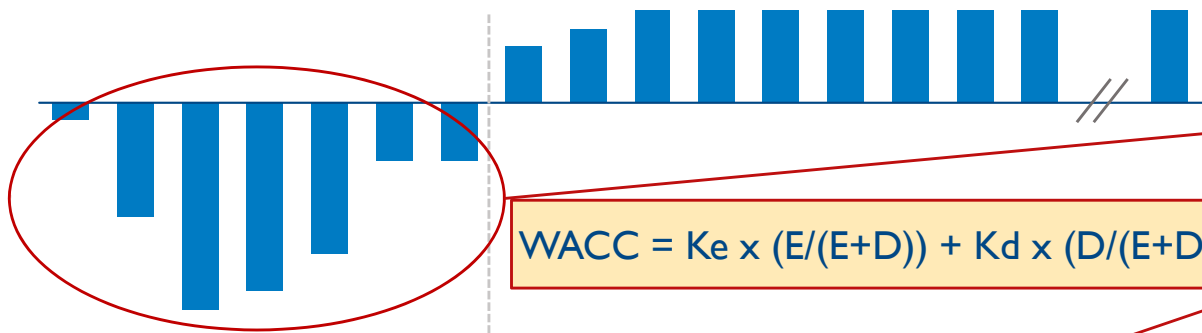 WACC = Ke x (E/(E+D)) + Kd x (D/(E+D